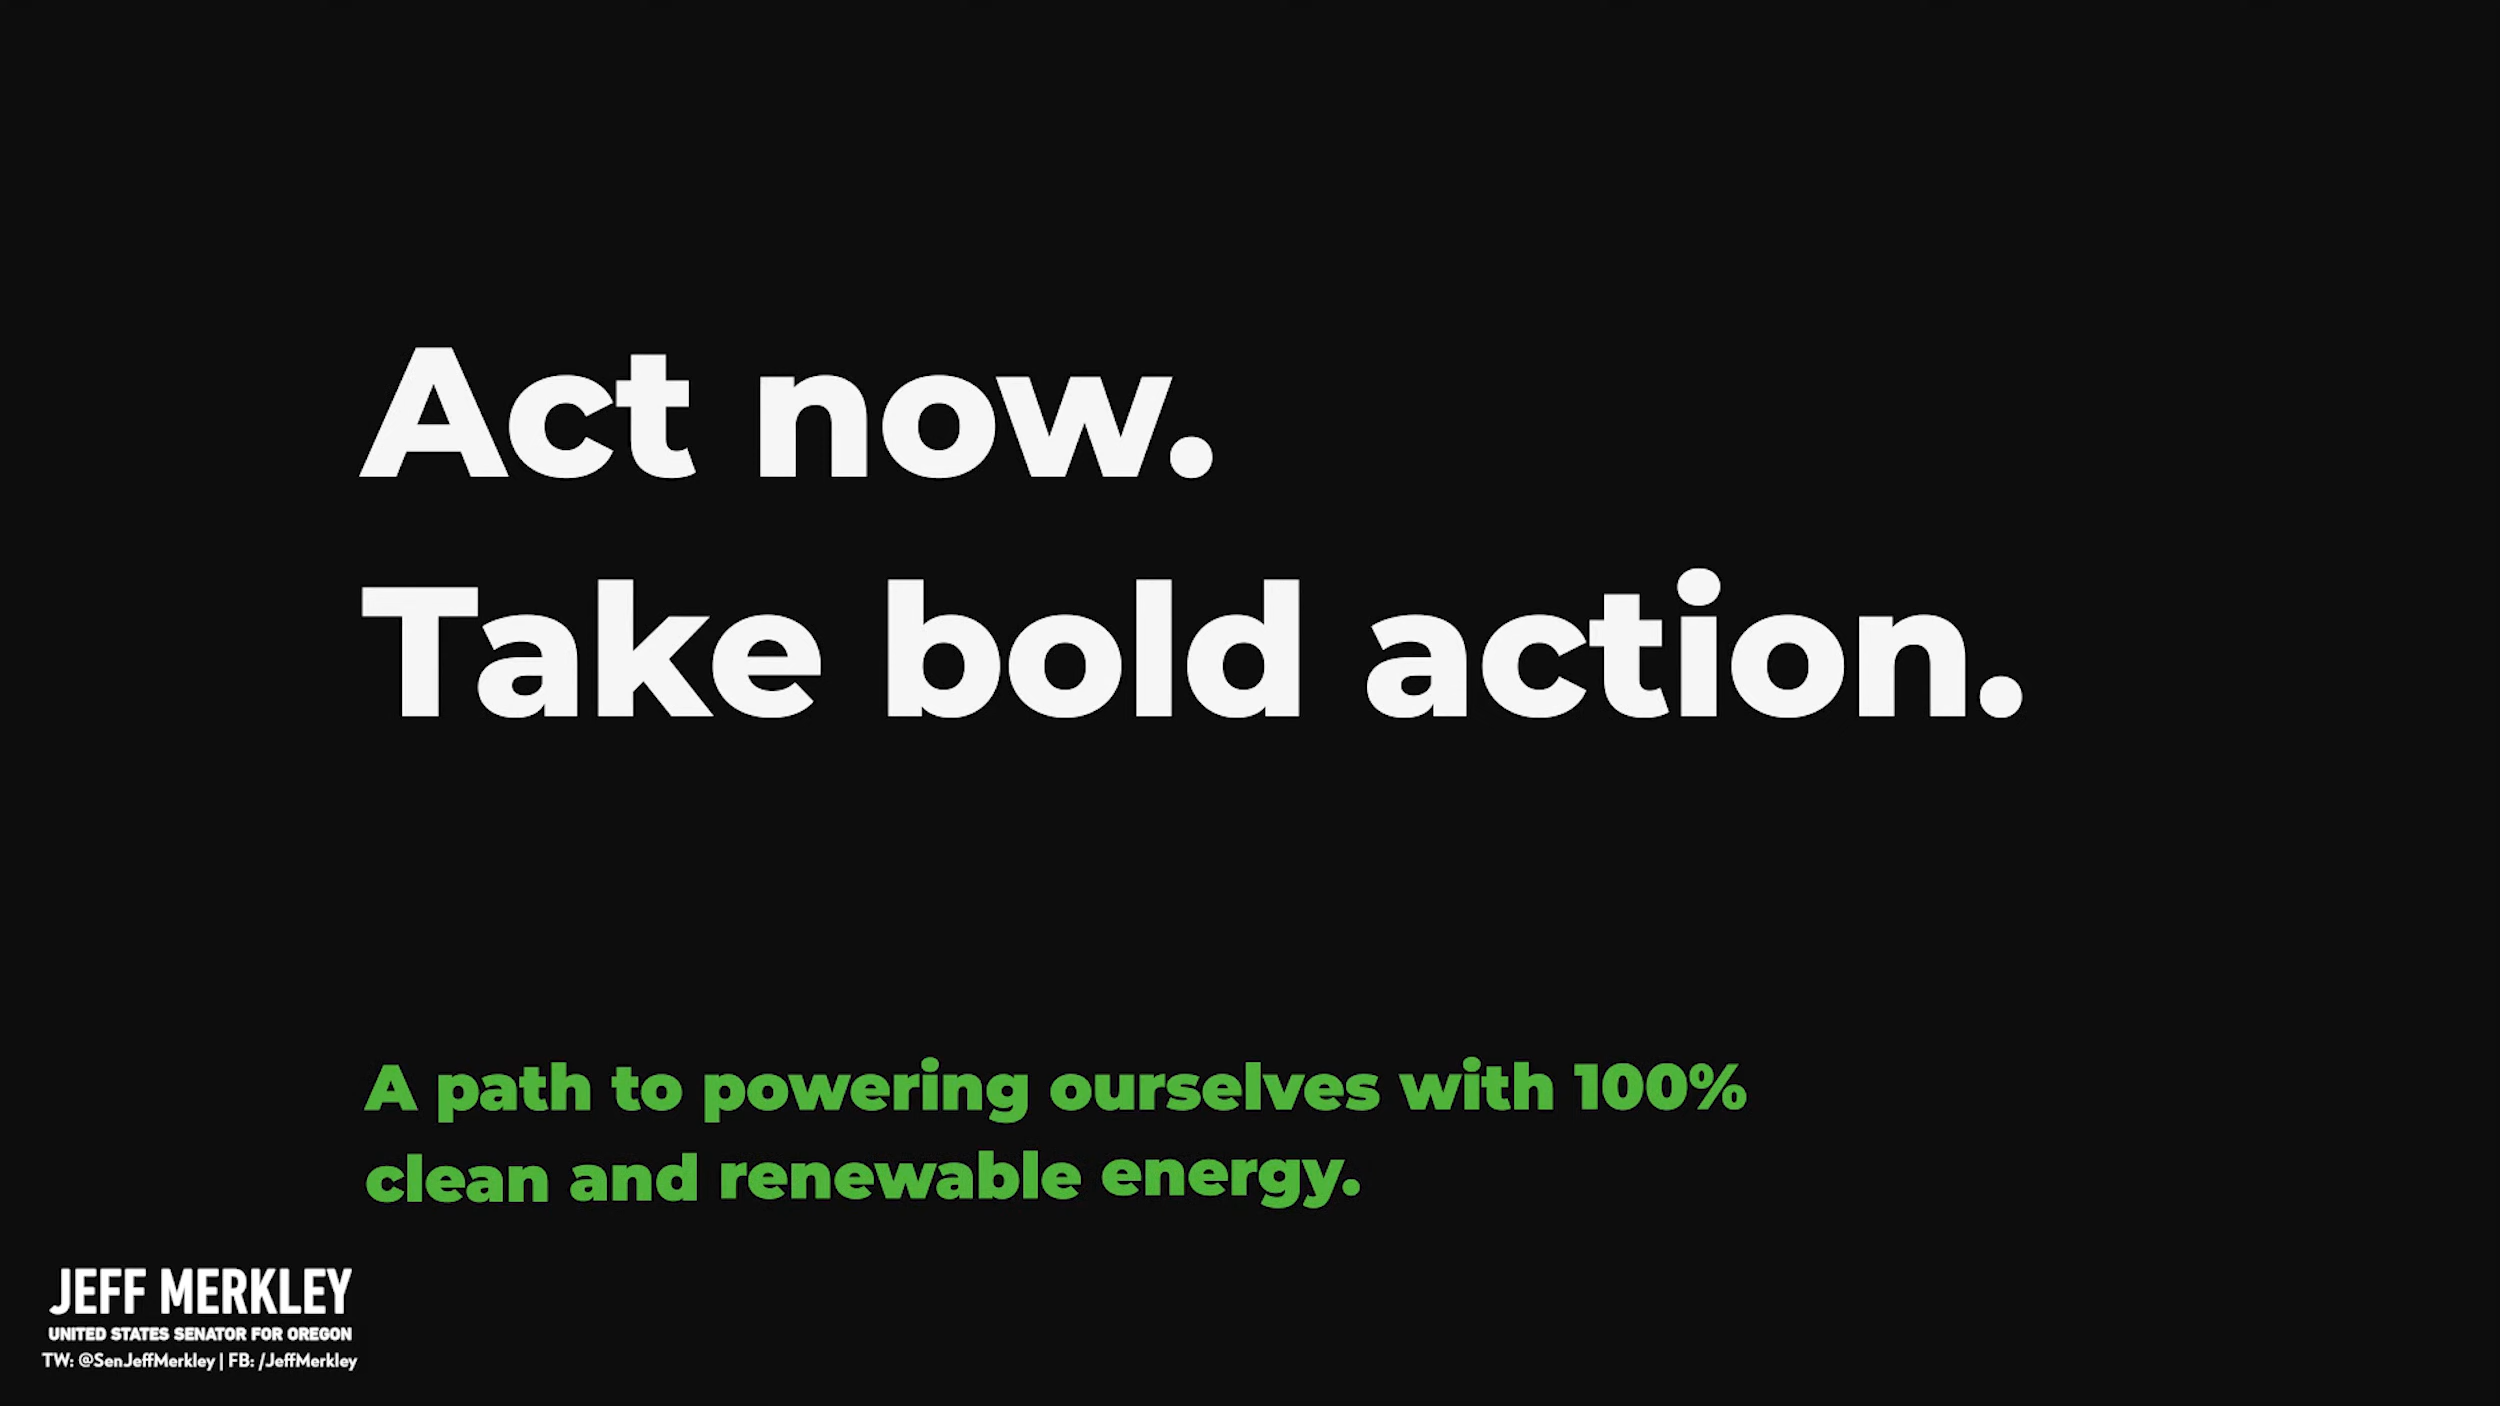 Act now.
Take bold action.
A path to powering ourselves with 100%
clean and renewable energy.
JEFF MERKLEY
UNITED STATES SENATOR FOR OREGON
TW: @SenJeffMerkley | FB: /JeffMerkley